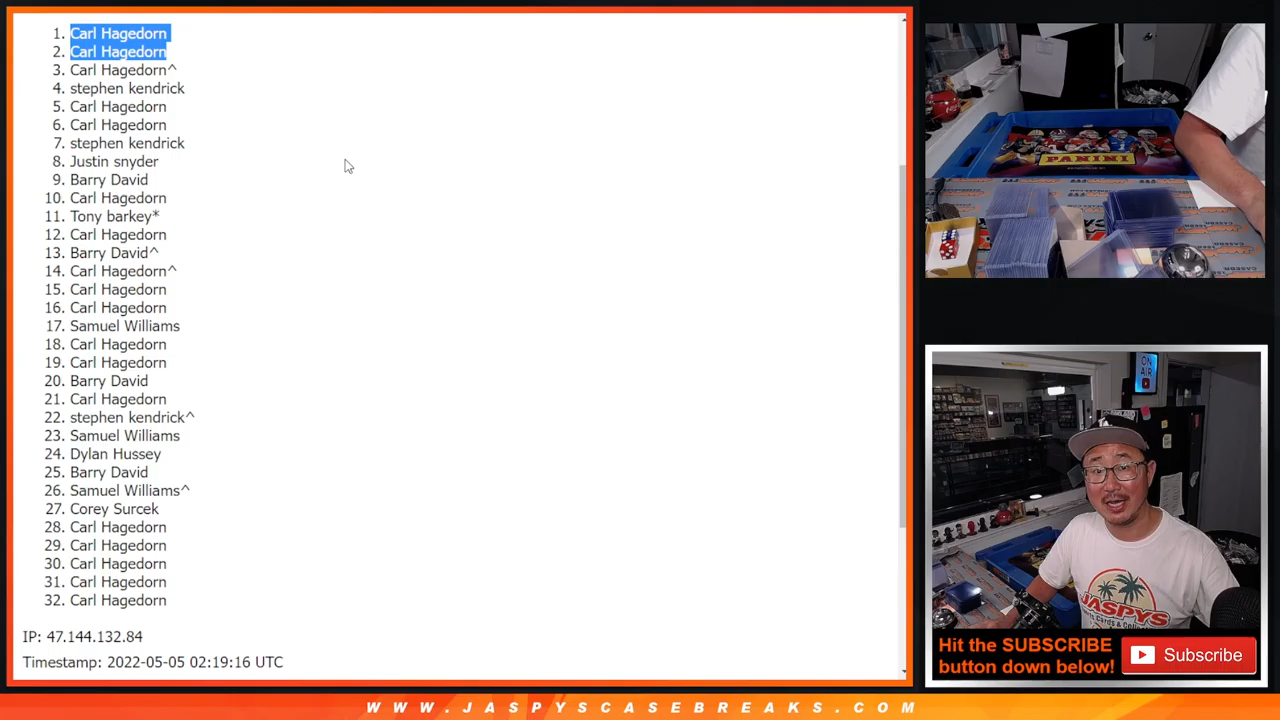 1. Carl Hagedorn
2. Carl Hagedorn
3. Carl Hagedorn^
4. stephen kendrick
5. Carl Hagedorn
6. Carl Hagedorn
7. stephen kendrick
8. Justin snyder
9. Barry David
10. Carl Hagedorn
11. Tony barkey*
12. Carl Hagedorn
13. Barry David^
14. Carl Hagedorn^
15. Carl Hagedorn
16. Carl Hagedorn
17. Samuel Williams
18. Carl Hagedorn
19. Carl Hagedorn
20. Barry David
21. Carl Hagedorn
22. stephen kendrick^
23. Samuel Williams
24. Dylan Hussey
25. Barry David
26. Samuel Williams^
27. Corey Surcek
28. Carl Hagedorn
29. Carl Hagedorn
30. Carl Hagedorn
31. Carl Hagedorn
32. Carl Hagedorn
IP: 47.144.132.84
Timestamp: 2022-05-05 02:19:16 UTC
PANINI
ON
AIR
JASPYS
Hit the SUBSCRIBE
button down below!
Subscribe
WWW.JASPYSCASEBREAKS.COM